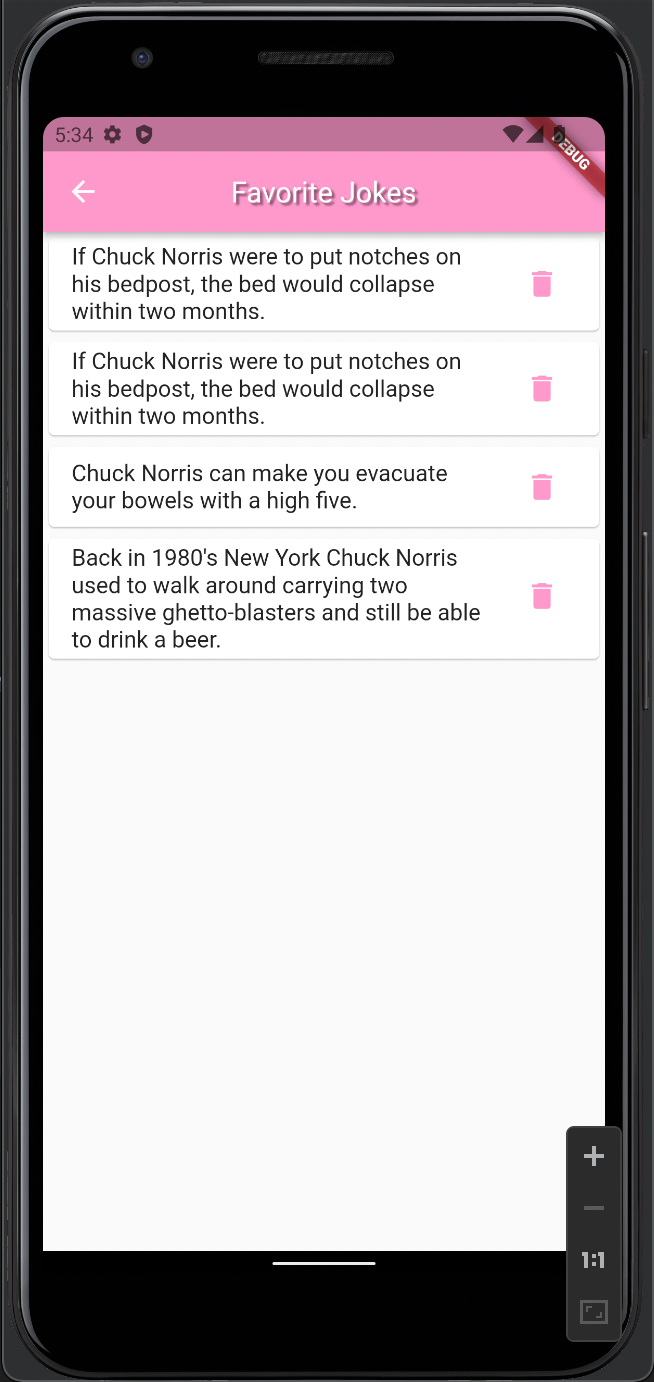 5:34
DEBUG
Favorite Jokes
If Chuck Norris were to put notches on
his bedpost, the bed would collapse
within two months.
If Chuck Norris were to put notches on
his bedpost, the bed would collapse
within two months.
Chuck Norris can make you evacuate
your bowels with a high five.
Back in 1980's New York Chuck Norris
used to walk around carrying two
massive ghetto-blasters and still be able
to drink a beer.
1:1